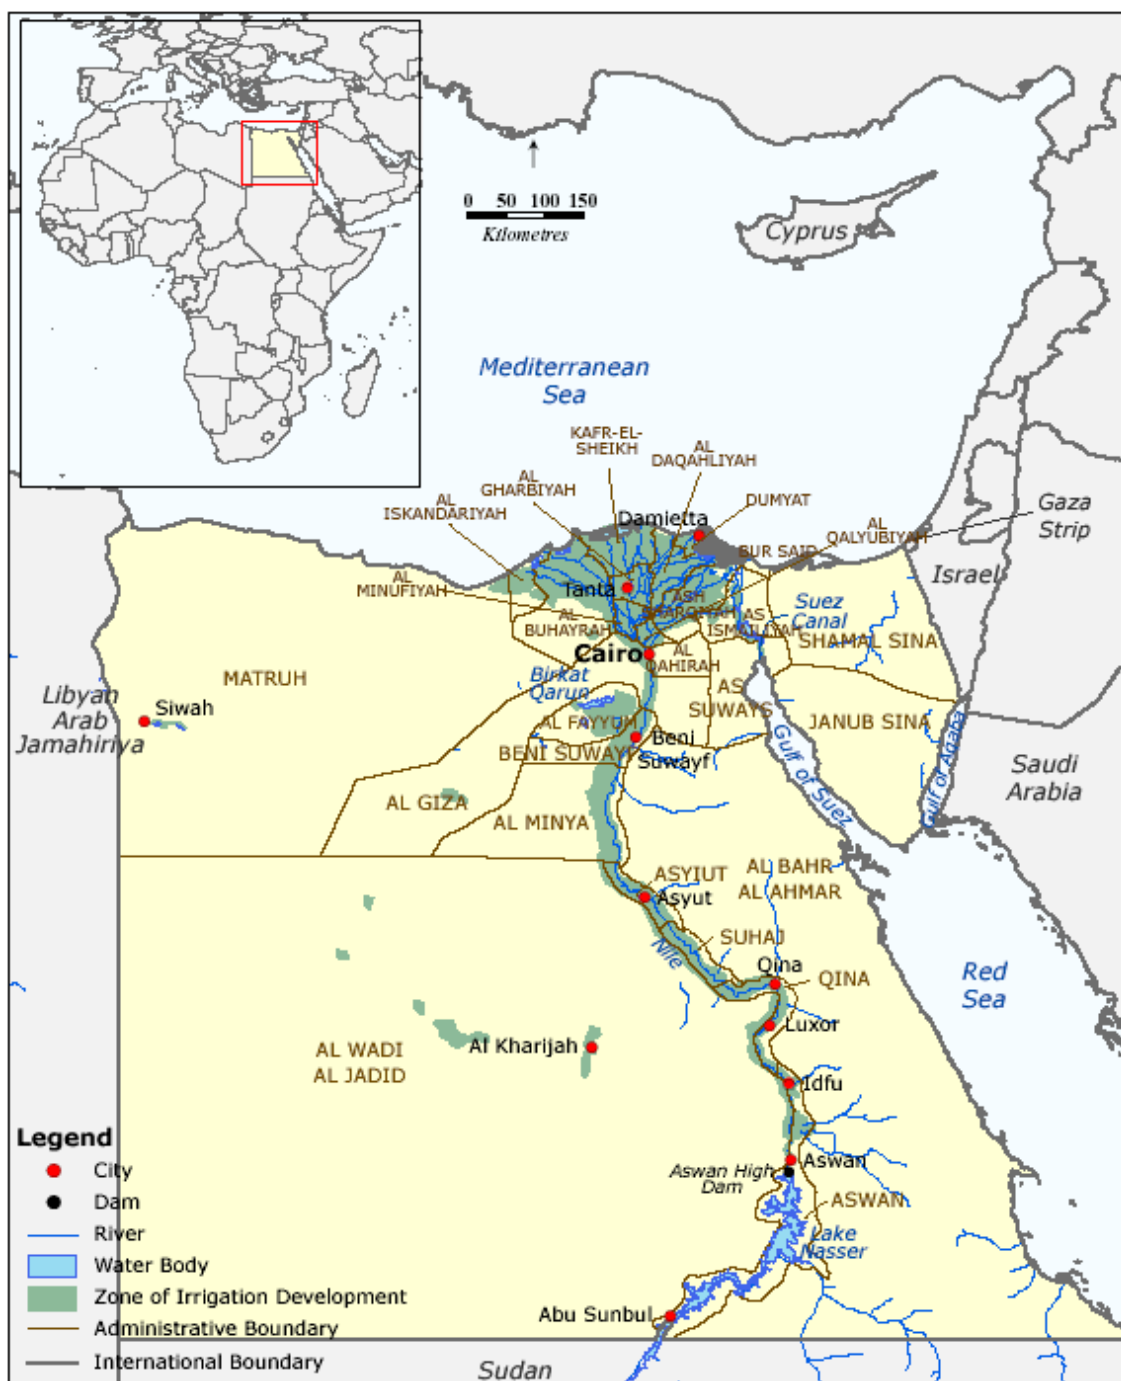 0 50 100 150
Kilometres
Cyprus
Mediterranean
Sea
KAFR-EL-
SHEIKH
AL
DAQAHLIYAH
AL
GHARBIYAH
AL
ISKANDARIYAH
DUMYAT
Damietta
AL
QALYUBIYAH
Gaza
Strip
BUR SAID
Israel
AL
MINUFIYAH
Tanta
ASH
SHARQIYAH
AS
ISMAILIYAH
Suez
Canal
AL
BUHAYRAH
SHAMAL SINA
Cairo
AL
QAHIRAH
MATRUH
Birkat
Qarun
AS
SUWAYS
Libyan
Arab
Jamahiriya
Siwah
AL FAYYUM
JANUB SINA
Beni
Suwayf
BENI SUWAYF
Gulf of Suez
Gulf of Aqaba
Saudi
Arabia
AL GIZA
AL MINYA
ASYIUT
Asyut
AL BAHR
AL AHMAR
SUHAJ
Nile
Qina
QINA
Red
Sea
Luxor
AL WADI
AL JADID
Al Kharijah
Idfu
Aswan
Aswan High
Dam
ASWAN
Lake
Nasser
Abu Sunbul
Sudan
Legend
City
Dam
River
Water Body
Zone of Irrigation Development
Administrative Boundary
International Boundary